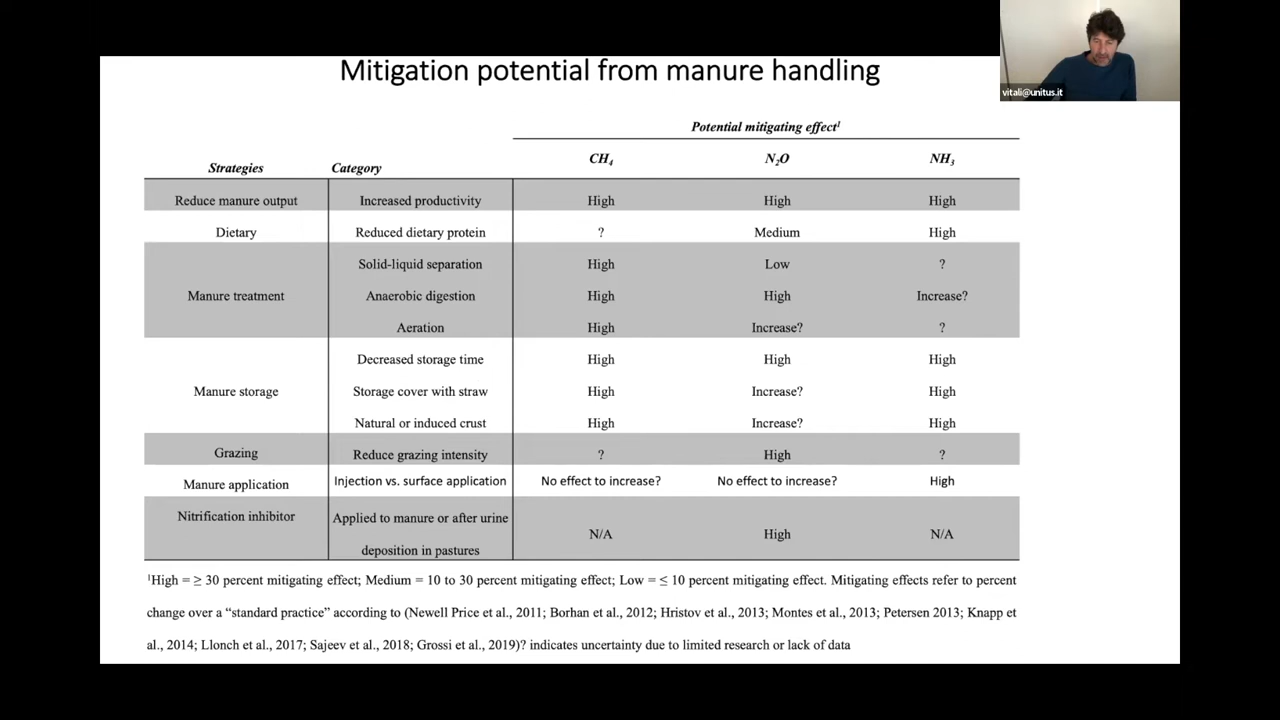 Mitigation potential from manure handling
vitali@unitus.it
Potential mitigating effect¹
Strategies Category CH₄ N₂O NH₃
Reduce manure output Increased productivity High High High
Dietary Reduced dietary protein ? Medium High
Solid-liquid separation High Low ?
Manure treatment Anaerobic digestion High High Increase?
Aeration High Increase? ?
Decreased storage time High High High
Manure storage Storage cover with straw High Increase? High
Natural or induced crust High Increase? High
Grazing Reduce grazing intensity ? High ?
Manure application Injection vs. surface application No effect to increase? No effect to increase? High
Nitrification inhibitor Applied to manure or after urine
deposition in pastures N/A High N/A
¹High = ≥ 30 percent mitigating effect; Medium = 10 to 30 percent mitigating effect; Low = ≤ 10 percent mitigating effect. Mitigating effects refer to percent
change over a “standard practice” according to (Newell Price et al., 2011; Borhan et al., 2012; Hristov et al., 2013; Montes et al., 2013; Petersen 2013; Knapp et
al., 2014; Llonch et al., 2017; Sajeev et al., 2018; Grossi et al., 2019)? indicates uncertainty due to limited research or lack of data